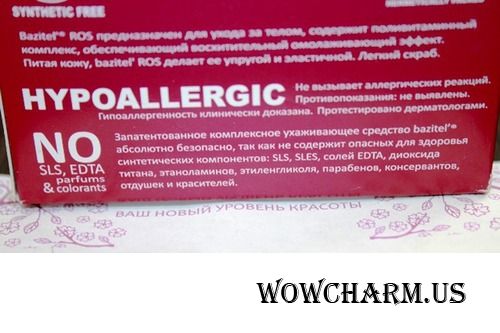 SYNTHETIC FREE
Bazitel'® ROS предназначен для ухода за телом, содержит поливитаминный
комплекс, обеспечивающий восхитительный омолаживающий эффект.
Питая кожу, bazitel' ROS делает ее упругой и эластичной. Легкий скраб.
HYPOALLERGIC
Не вызывает аллергических реакций.
Противопоказания: не выявлены.
Гипоаллергенность клинически доказана. Протестировано дерматологами.
NO
SLS, EDTA
parfums
& colorants
Запатентованное комплексное ухаживающее средство bazitel'®
абсолютно безопасно, так как не содержит опасных для здоровья
синтетических компонентов: SLS, SLES, солей EDTA, диоксида
титана, этаноламинов, этиленгликоля, парабенов, консервантов,
отдушек и красителей.
ВАШ НОВЫЙ УРОВЕНЬ КРАСОТЫ
WOWCHARM.US